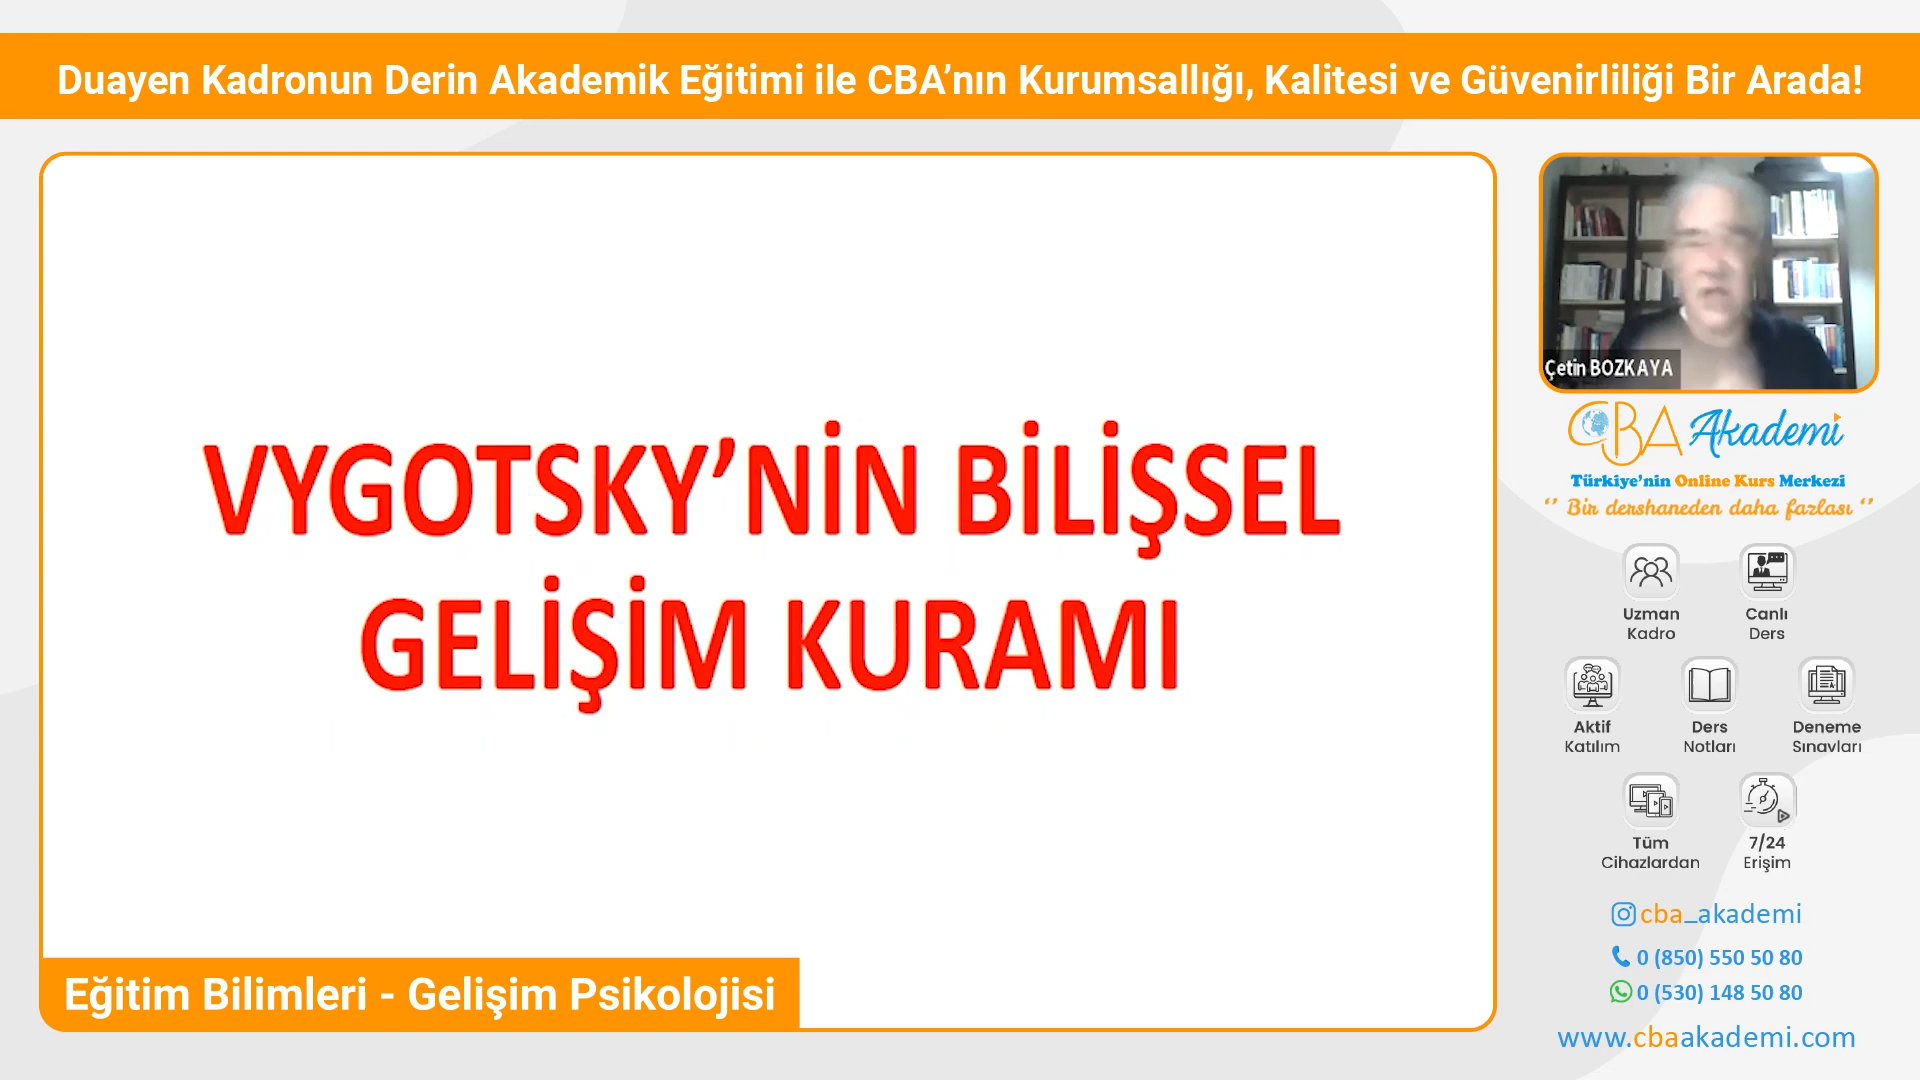 Duayen Kadronun Derin Akademik Eğitimi ile CBA’nın Kurumsallığı, Kalitesi ve Güvenirliliği Bir Arada!
VYGOTSKY’NİN BİLİŞSEL
GELİŞİM KURAMI
Eğitim Bilimleri - Gelişim Psikolojisi
Çetin BOZKAYA
CBA Akademi
Türkiye’nin Online Kurs Merkezi
‘‘ Bir dershaneden daha fazlası ‘’
Uzman
Kadro
Canlı
Ders
Aktif
Katılım
Ders
Notları
Deneme
Sınavları
Tüm
Cihazlardan
7/24
Erişim
cba_akademi
0 (850) 550 50 80
0 (530) 148 50 80
www.cbaakademi.com